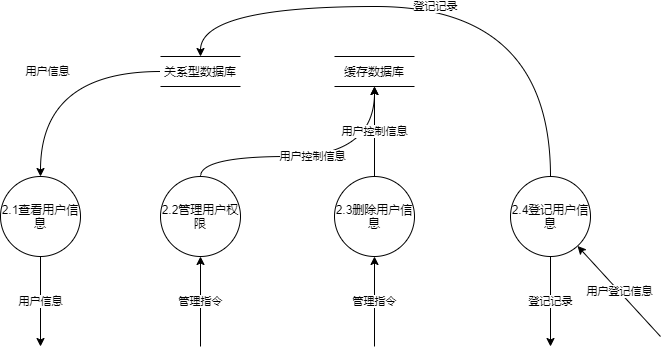 登记记录
用户信息
关系型数据库
缓存数据库
用户控制信息
用户控制信息
2.1查看用户信
息
2.2管理用户权
限
2.3删除用户信
息
2.4登记用户信
息
用户信息
管理指令
管理指令
登记记录
用户登记信息